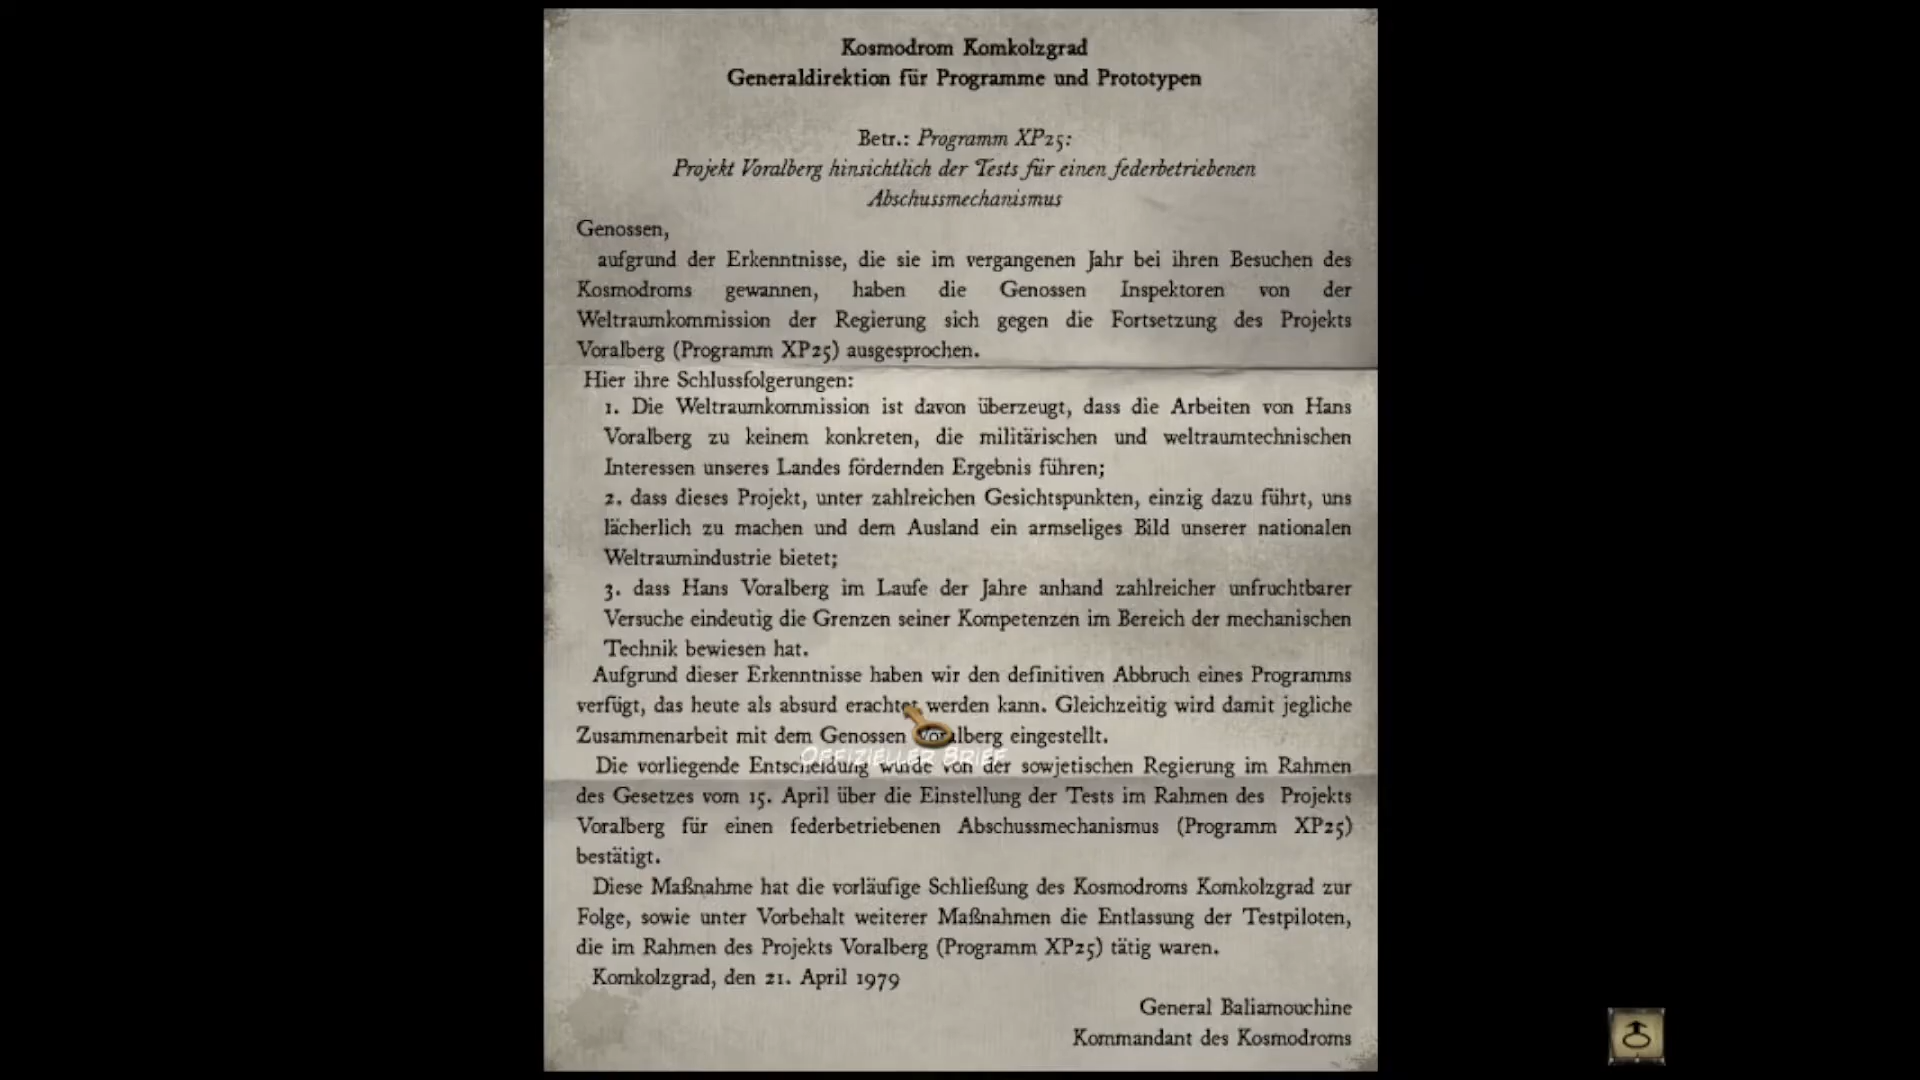 Kosmodrom Komkolzgrad
Generaldirektion für Programme und Prototypen
Betr.: Programm XP25:
Projekt Voralberg hinsichtlich der Tests für einen federbetriebenen
Abschussmechanismus
Genossen,
aufgrund der Erkenntnisse, die sie im vergangenen Jahr bei ihren Besuchen des
Kosmodroms gewannen, haben die Genossen Inspektoren von der
Weltraumkommission der Regierung sich gegen die Fortsetzung des Projekts
Voralberg (Programm XP25) ausgesprochen.
Hier ihre Schlussfolgerungen:
1. Die Weltraumkommission ist davon überzeugt, dass die Arbeiten von Hans
Voralberg zu keinem konkreten, die militärischen und weltraumtechnischen
Interessen unseres Landes fördernden Ergebnis führen;
2. dass dieses Projekt, unter zahlreichen Gesichtspunkten, einzig dazu führt, uns
lächerlich zu machen und dem Ausland ein armseliges Bild unserer nationalen
Weltraumindustrie bietet;
3. dass Hans Voralberg im Laufe der Jahre anhand zahlreicher unfruchtbarer
Versuche eindeutig die Grenzen seiner Kompetenzen im Bereich der mechanischen
Technik bewiesen hat.
Aufgrund dieser Erkenntnisse haben wir den definitiven Abbruch eines Programms
verfügt, das heute als absurd erachtet werden kann. Gleichzeitig wird damit jegliche
Zusammenarbeit mit dem Genossen Voralberg eingestellt.
Offizieller Brief
Die vorliegende Entscheidung wurde von der sowjetischen Regierung im Rahmen
des Gesetzes vom 15. April über die Einstellung der Tests im Rahmen des Projekts
Voralberg für einen federbetriebenen Abschussmechanismus (Programm XP25)
bestätigt.
Diese Maßnahme hat die vorläufige Schließung des Kosmodroms Komkolzgrad zur
Folge, sowie unter Vorbehalt weiterer Maßnahmen die Entlassung der Testpiloten,
die im Rahmen des Projekts Voralberg (Programm XP25) tätig waren.
Komkolzgrad, den 21. April 1979
General Baliamouchine
Kommandant des Kosmodroms